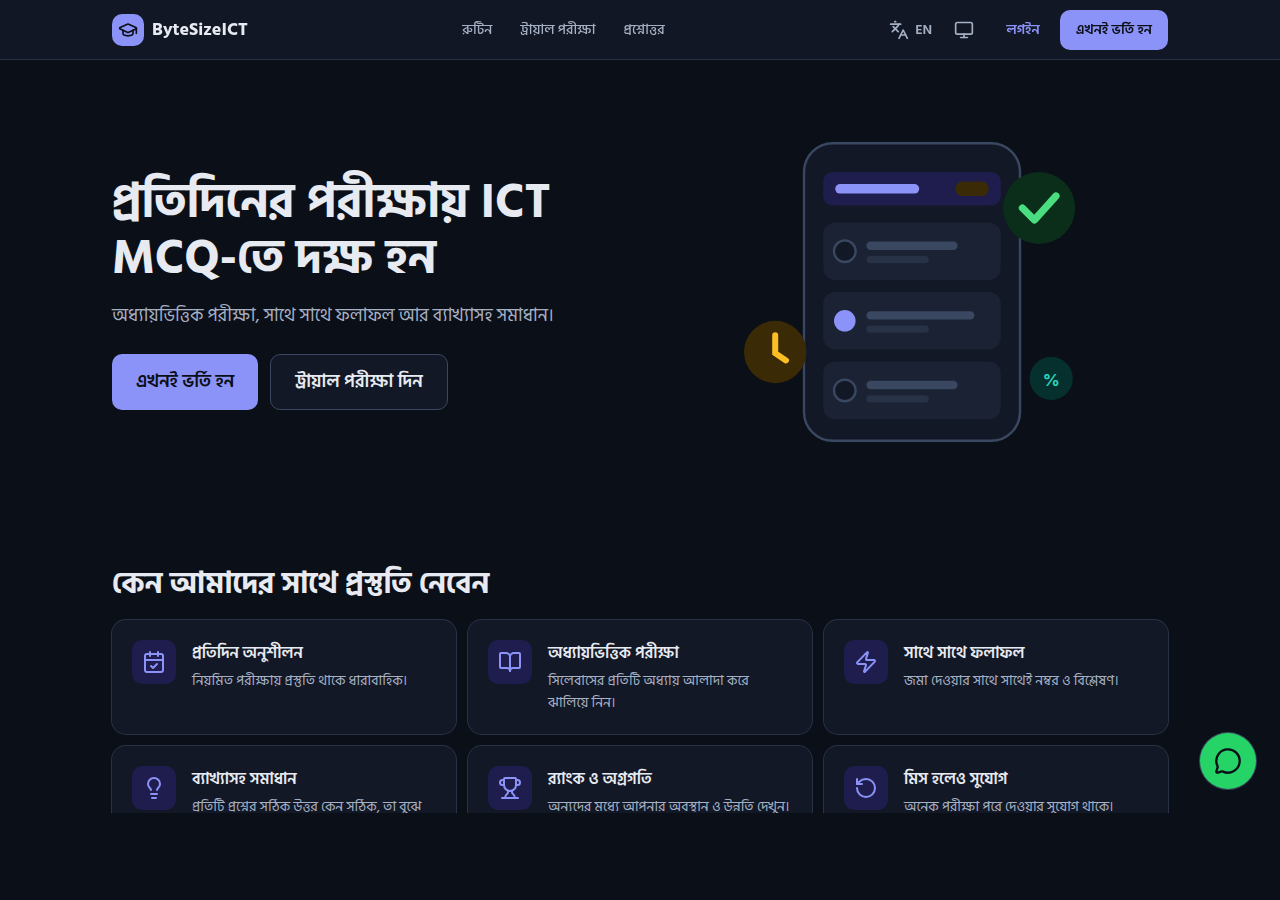 ByteSizeICT
রুটিন
ট্রায়াল পরীক্ষা
প্রশ্নোত্তর
EN
লগইন
এখনই ভর্তি হন
প্রতিদিনের পরীক্ষায় ICT
MCQ-তে দক্ষ হন
অধ্যায়ভিত্তিক পরীক্ষা, সাথে সাথে ফলাফল আর ব্যাখ্যাসহ সমাধান।
এখনই ভর্তি হন
ট্রায়াল পরীক্ষা দিন
%
কেন আমাদের সাথে প্রস্তুতি নেবেন
প্রতিদিন অনুশীলন
নিয়মিত পরীক্ষায় প্রস্তুতি থাকে ধারাবাহিক।
অধ্যায়ভিত্তিক পরীক্ষা
সিলেবাসের প্রতিটি অধ্যায় আলাদা করে
ঝালিয়ে নিন।
সাথে সাথে ফলাফল
জমা দেওয়ার সাথে সাথেই নম্বর ও বিশ্লেষণ।
ব্যাখ্যাসহ সমাধান
প্রতিটি প্রশ্নের সঠিক উত্তর কেন সঠিক, তা বুঝে
র‍্যাংক ও অগ্রগতি
অন্যদের মধ্যে আপনার অবস্থান ও উন্নতি দেখুন।
মিস হলেও সুযোগ
অনেক পরীক্ষা পরে দেওয়ার সুযোগ থাকে।